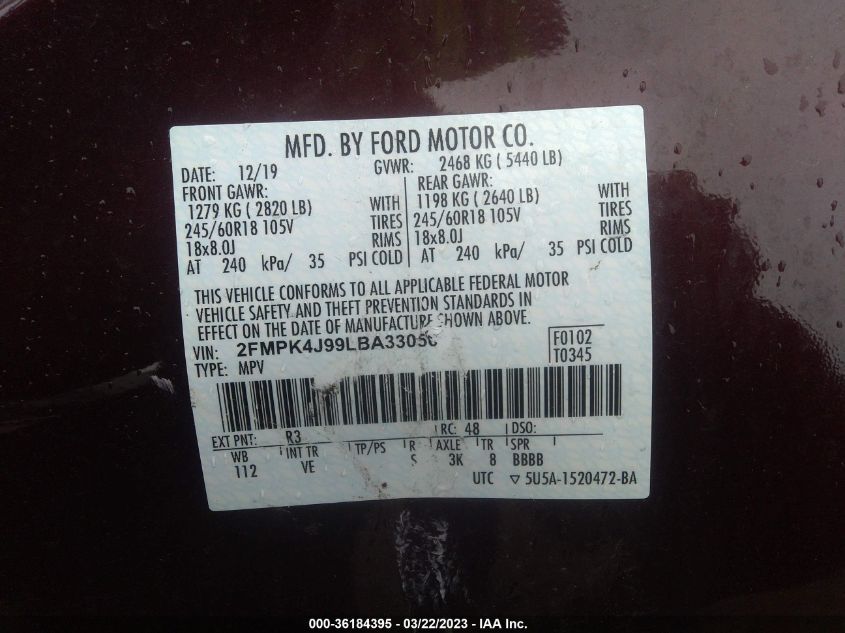 MFD. BY FORD MOTOR CO.
DATE: 12/19 GVWR: 2468 KG ( 5440 LB)
FRONT GAWR: REAR GAWR:
1279 KG ( 2820 LB) WITH 1198 KG ( 2640 LB) WITH
245/60R18 105V TIRES 245/60R18 105V TIRES
18x8.0J RIMS 18x8.0J RIMS
AT 240 kPa/ 35 PSI COLD AT 240 kPa/ 35 PSI COLD
THIS VEHICLE CONFORMS TO ALL APPLICABLE FEDERAL MOTOR
VEHICLE SAFETY AND THEFT PREVENTION STANDARDS IN
EFFECT ON THE DATE OF MANUFACTURE SHOWN ABOVE.
VIN: F0102
TYPE: MPV T0345
EXT PNT: R3 RC: 48 DSO:
WB INT TR TP/PS R AXLE TR SPR
112 VE S 3K 8 BBBB
UTC ▽ 5U5A-1520472-BA
000-36184395 - 03/22/2023 - IAA Inc.